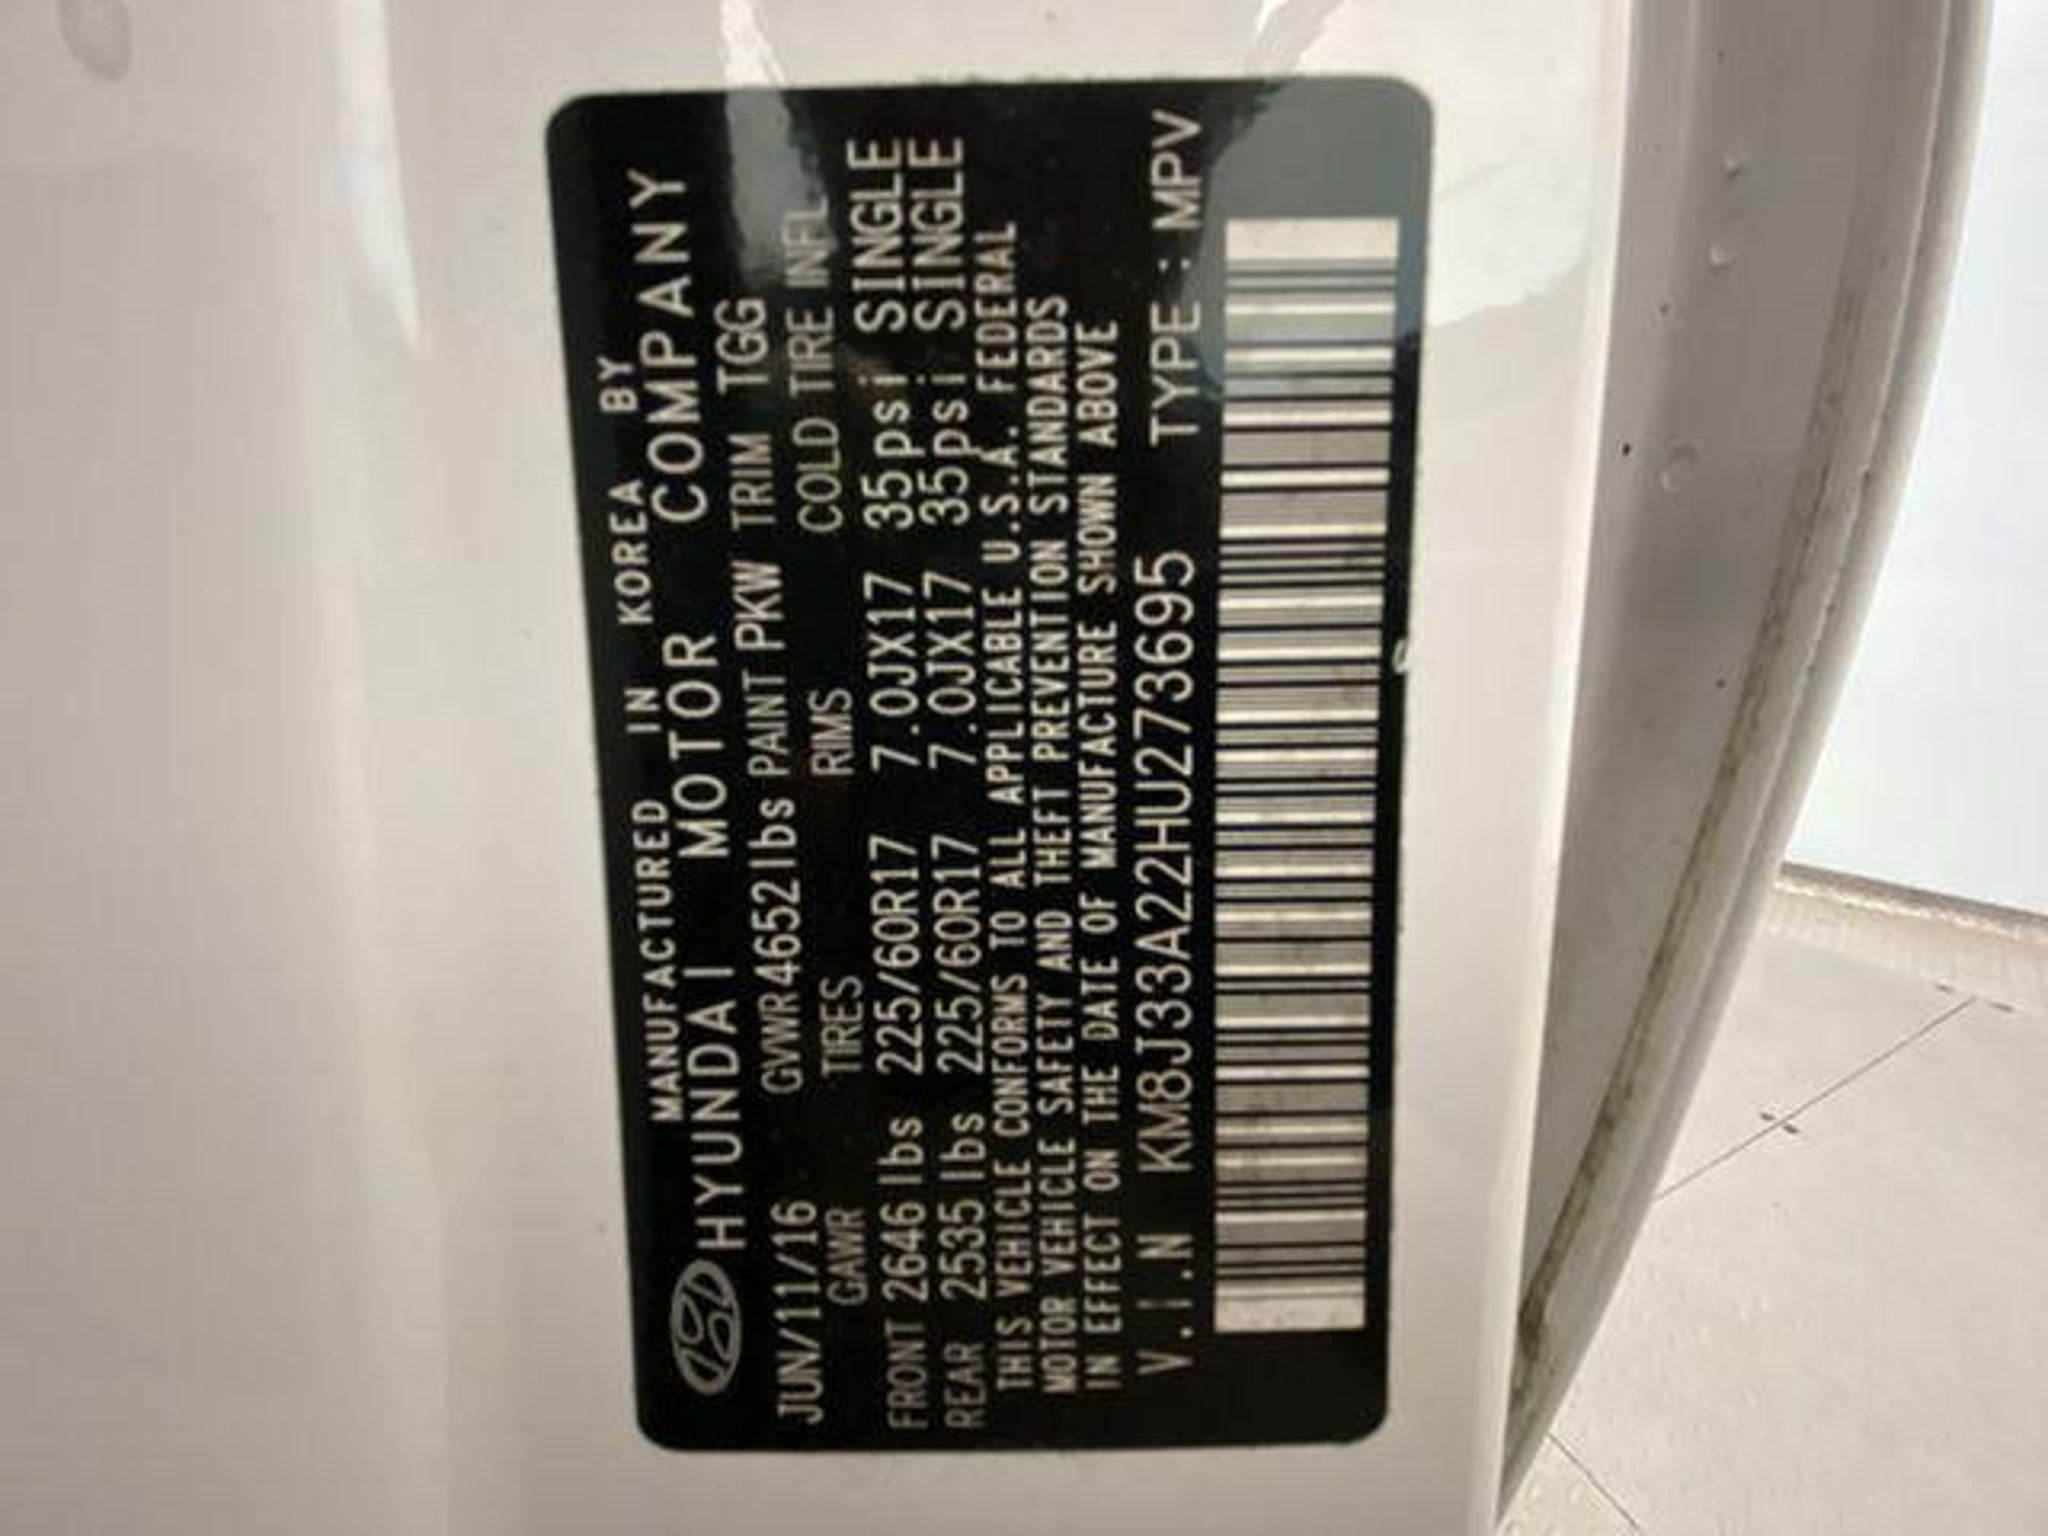 MANUFACTURED IN KOREA BY
HYUNDAI MOTOR COMPANY
JUN/11/16 GVWR4652lbs PAINT PKW TRIM TGG
GAWR TIRES RIMS COLD TIRE INFL
FRONT 2646lbs 225/60R17 7.0JX17 35psi SINGLE
REAR 2535lbs 225/60R17 7.0JX17 35psi SINGLE
THIS VEHICLE CONFORMS TO ALL APPLICABLE U.S.A. FEDERAL
MOTOR VEHICLE SAFETY AND THEFT PREVENTION STANDARDS
IN EFFECT ON THE DATE OF MANUFACTURE SHOWN ABOVE
V.I.N KM8J33A22HU273695 TYPE : MPV